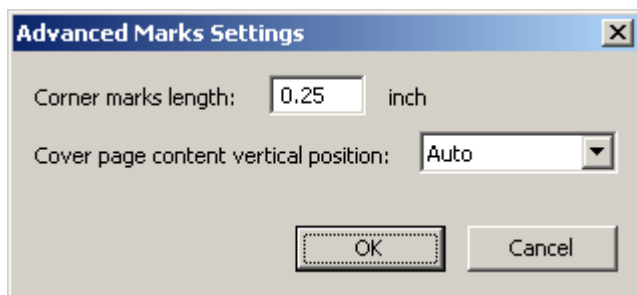 Advanced Marks Settings
Corner marks length: 0.25 inch
Cover page content vertical position: Auto
OK Cancel